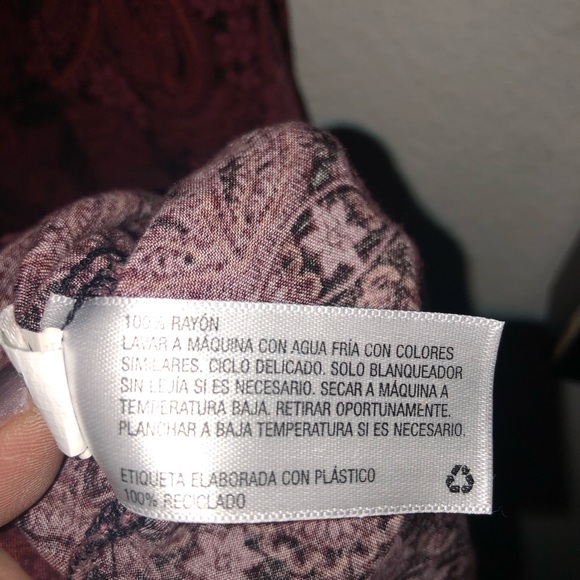 100% RAYÓN
LAVAR A MÁQUINA CON AGUA FRÍA CON COLORES
SIMILARES. CICLO DELICADO. SOLO BLANQUEADOR
SIN LEJÍA SI ES NECESARIO. SECAR A MÁQUINA A
TEMPERATURA BAJA. RETIRAR OPORTUNAMENTE.
PLANCHAR A BAJA TEMPERATURA SI ES NECESARIO.
ETIQUETA ELABORADA CON PLÁSTICO
100% RECICLADO